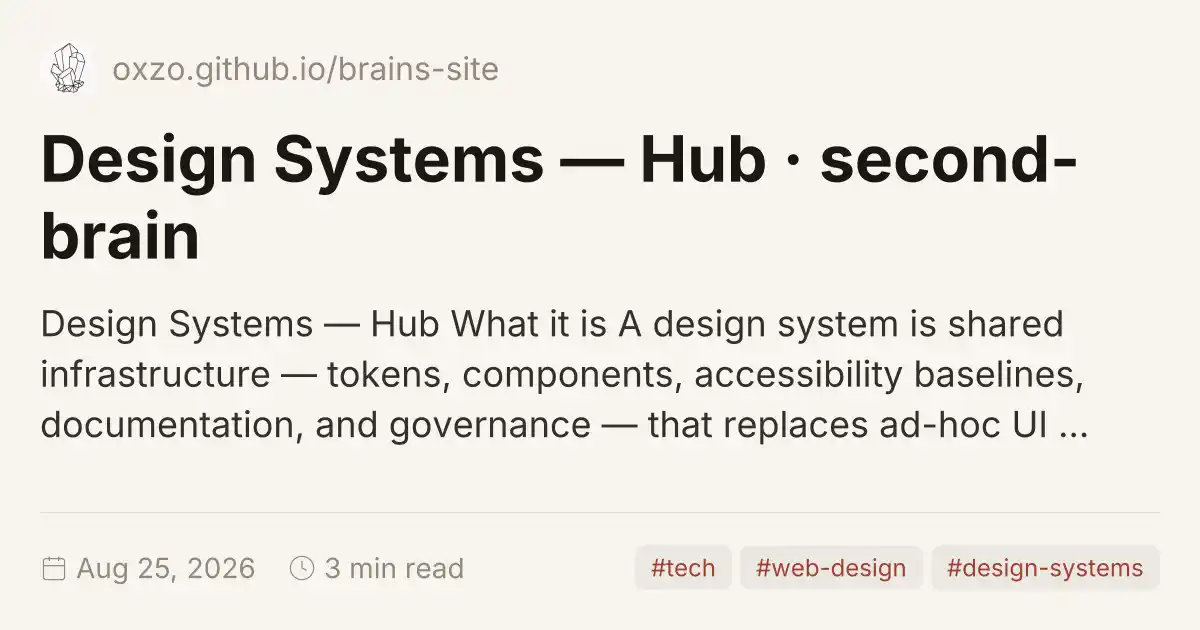 oxzo.github.io/brains-site
Design Systems — Hub · second-
brain
Design Systems — Hub What it is A design system is shared
infrastructure — tokens, components, accessibility baselines,
documentation, and governance — that replaces ad-hoc UI ...
Aug 25, 2026 3 min read #tech #web-design #design-systems